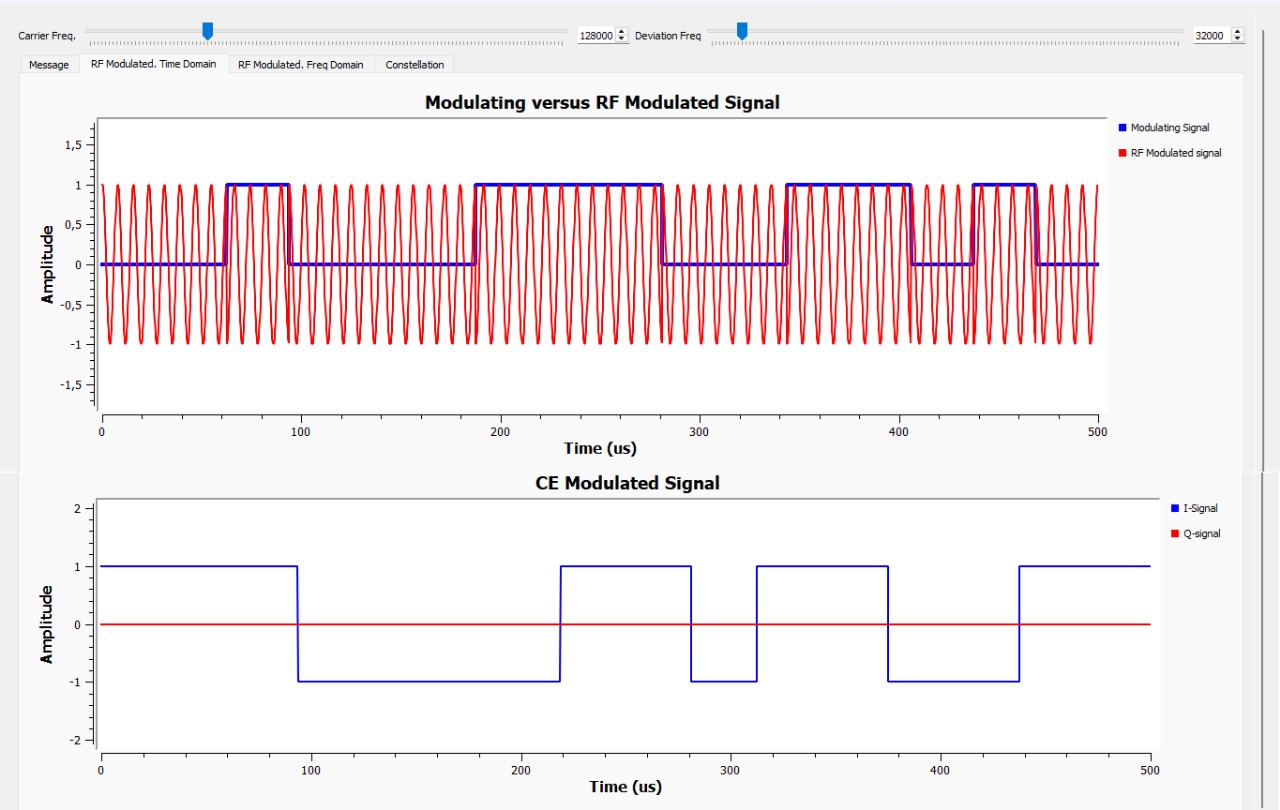 Carrier Freq. 128000 Deviation Freq 32000
Message RF Modulated. Time Domain RF Modulated. Freq Domain Constellation
Modulating versus RF Modulated Signal
Modulating Signal
RF Modulated signal
Amplitude
1,5
1
0,5
0
-0,5
-1
-1,5
0 100 200 300 400 500
Time (us)
CE Modulated Signal
I-Signal
Q-signal
Amplitude
2
1
0
-1
-2
0 100 200 300 400 500
Time (us)